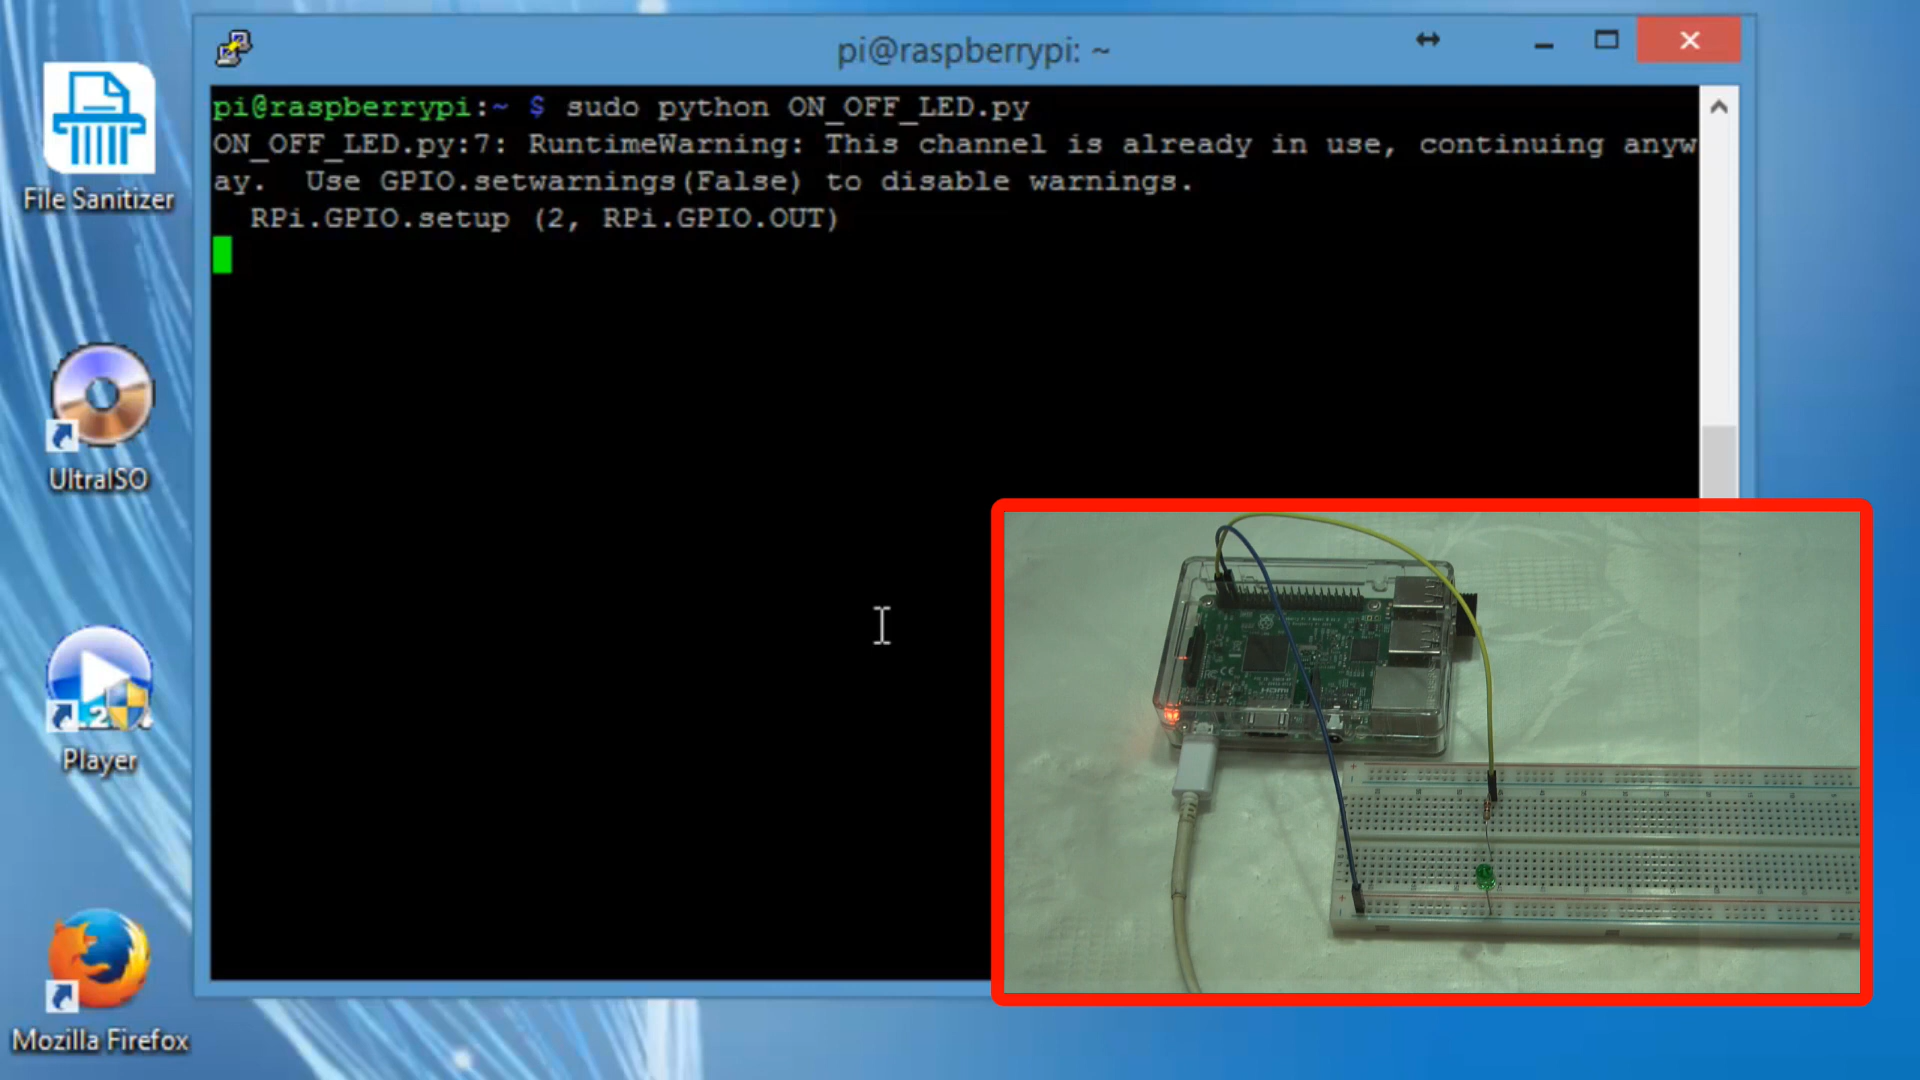 pi@raspberrypi: ~
pi@raspberrypi:~ $ sudo python ON_OFF_LED.py
ON_OFF_LED.py:7: RuntimeWarning: This channel is already in use, continuing anyw
ay.  Use GPIO.setwarnings(False) to disable warnings.
  RPi.GPIO.setup (2, RPi.GPIO.OUT)
File Sanitizer
UltraISO
Player
Mozilla Firefox